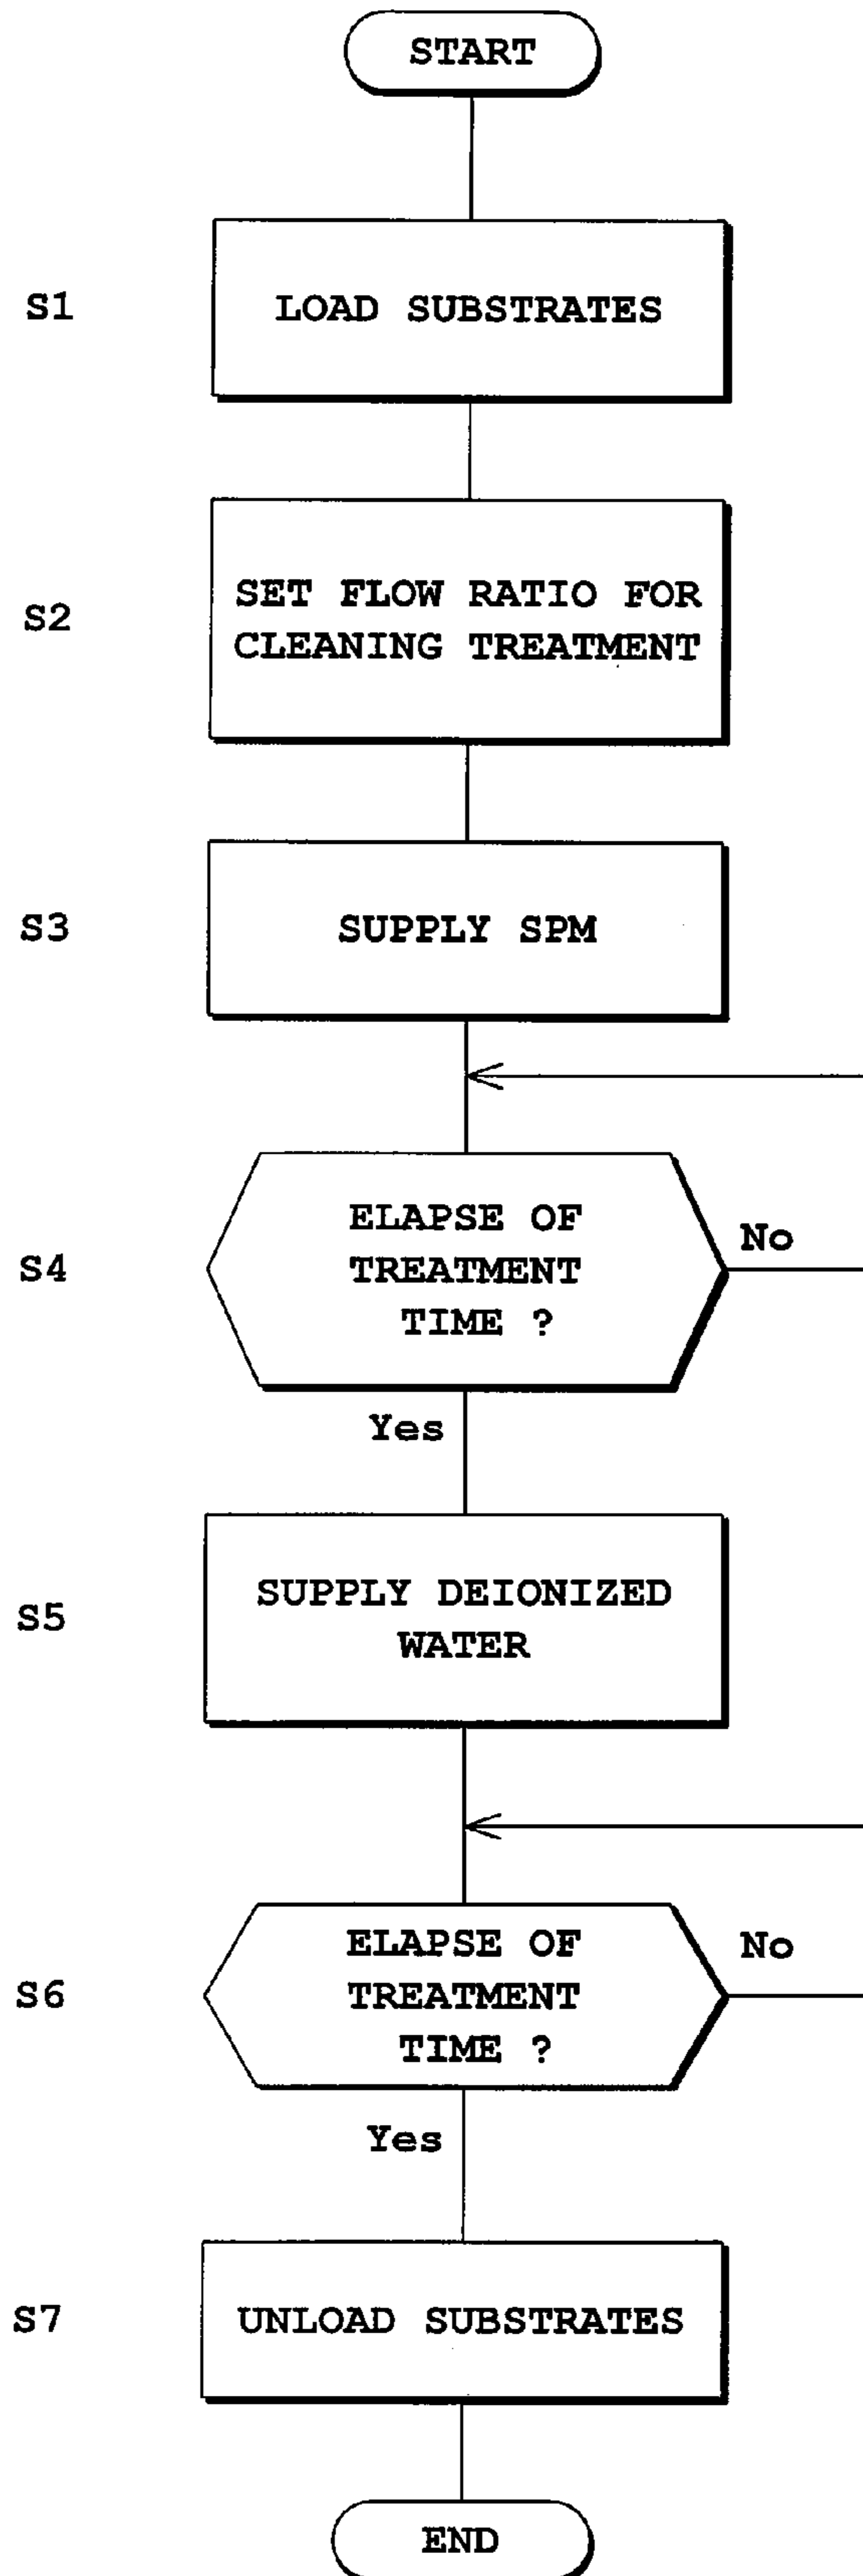 START
S1
LOAD SUBSTRATES
S2
SET FLOW RATIO FOR
CLEANING TREATMENT
S3
SUPPLY SPM
S4
ELAPSE OF
TREATMENT
TIME ?
No
Yes
S5
SUPPLY DEIONIZED
WATER
S6
ELAPSE OF
TREATMENT
TIME ?
No
Yes
S7
UNLOAD SUBSTRATES
END